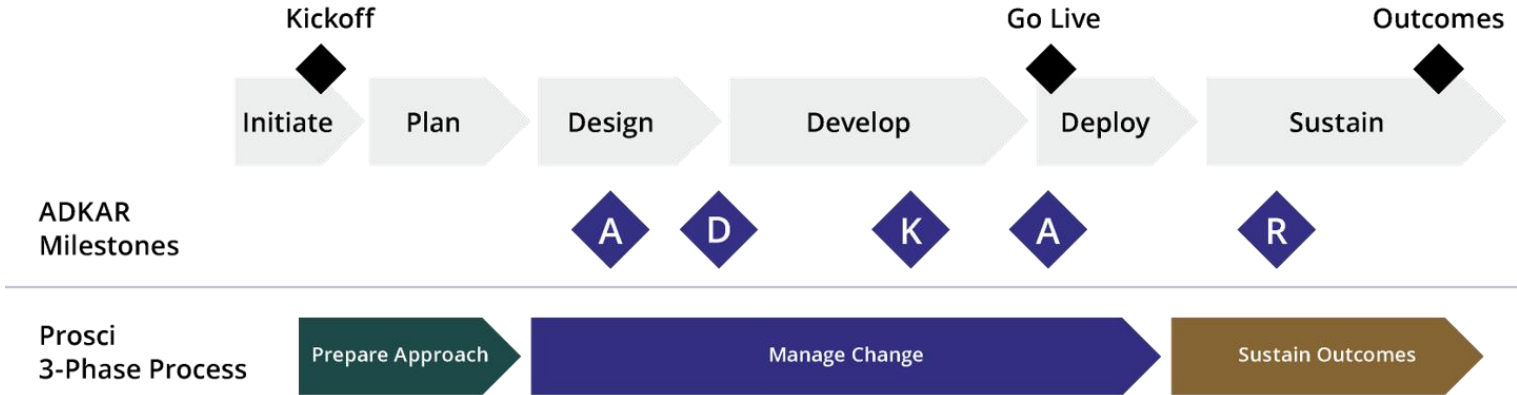 Kickoff
Go Live
Outcomes
Initiate
Plan
Design
Develop
Deploy
Sustain
ADKAR
Milestones
A
D
K
A
R
Prosci
3-Phase Process
Prepare Approach
Manage Change
Sustain Outcomes